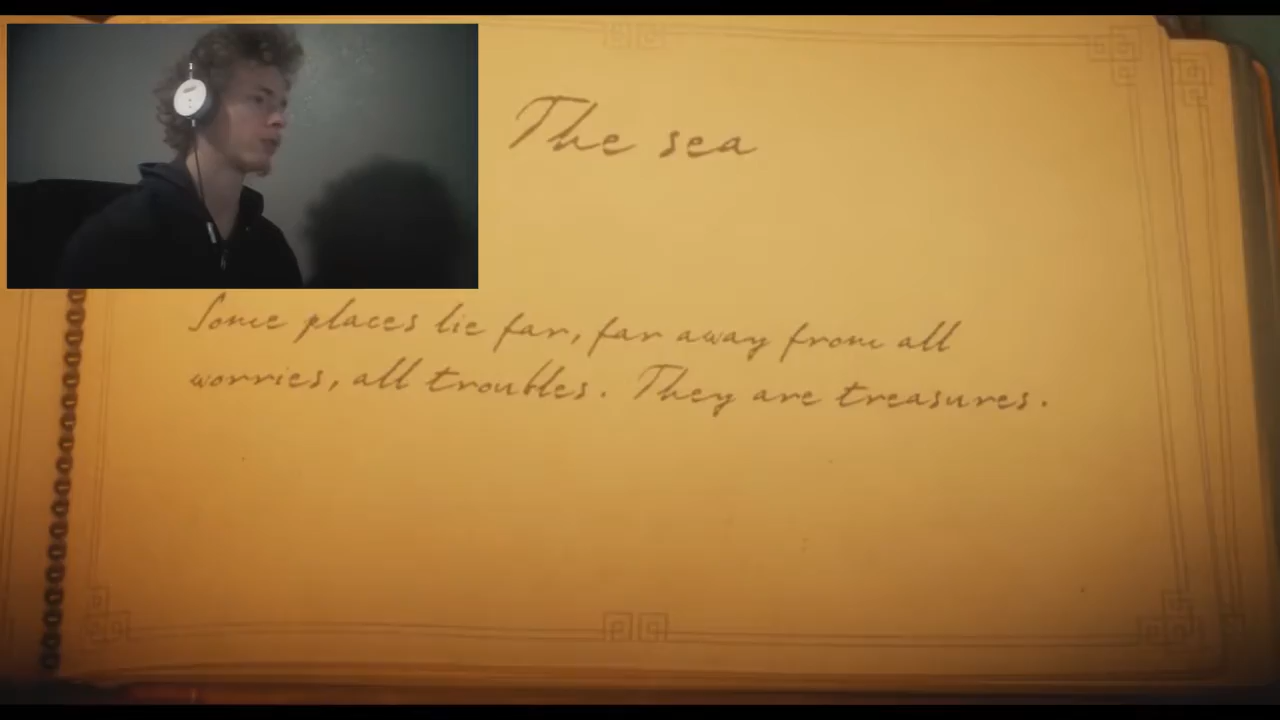 The sea
Some places lie far, far away from all
worries, all troubles. They are treasures.